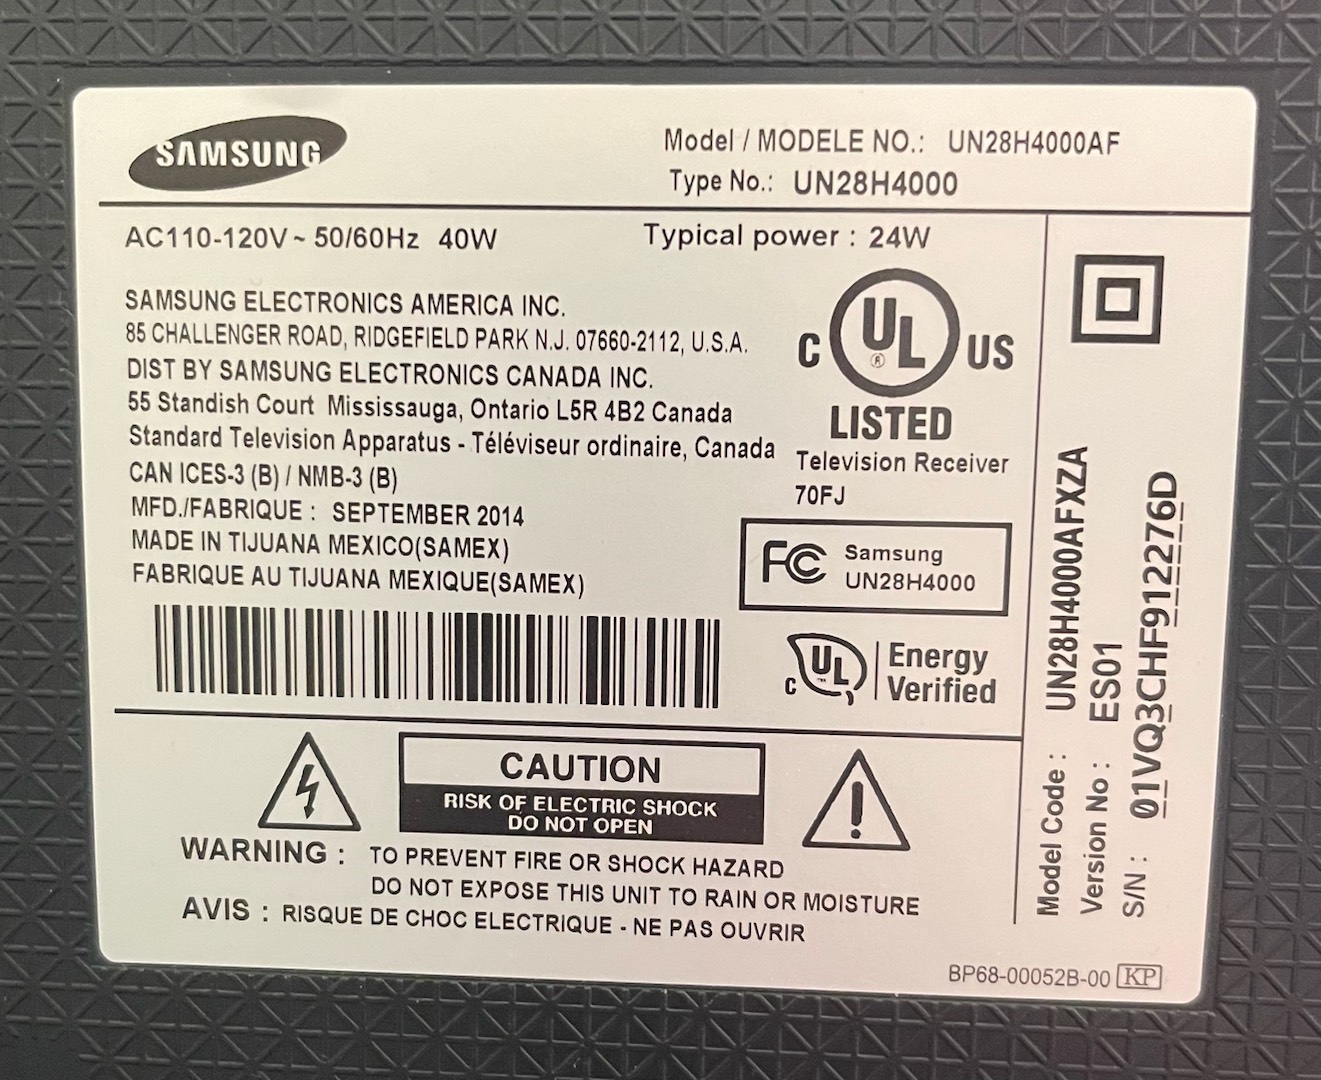 SAMSUNG
Model / MODELE NO.: UN28H4000AF
Type No.: UN28H4000
AC110-120V ~ 50/60Hz 40W
Typical power : 24W
SAMSUNG ELECTRONICS AMERICA INC.
85 CHALLENGER ROAD, RIDGEFIELD PARK N.J. 07660-2112, U.S.A.
DIST BY SAMSUNG ELECTRONICS CANADA INC.
55 Standish Court Mississauga, Ontario L5R 4B2 Canada
Standard Television Apparatus - Téléviseur ordinaire, Canada
CAN ICES-3 (B) / NMB-3 (B)
MFD./FABRIQUE : SEPTEMBER 2014
MADE IN TIJUANA MEXICO(SAMEX)
FABRIQUE AU TIJUANA MEXIQUE(SAMEX)
C UL ® US
LISTED
Television Receiver
70FJ
FC Samsung
UN28H4000
C UL ™ Energy
Verified
CAUTION
RISK OF ELECTRIC SHOCK
DO NOT OPEN
WARNING : TO PREVENT FIRE OR SHOCK HAZARD
DO NOT EXPOSE THIS UNIT TO RAIN OR MOISTURE
AVIS : RISQUE DE CHOC ELECTRIQUE - NE PAS OUVRIR
Model Code : UN28H4000AFXZA
Version No : ES01
S/N : 01VQ3CHF912276D
BP68-00052B-00 KP